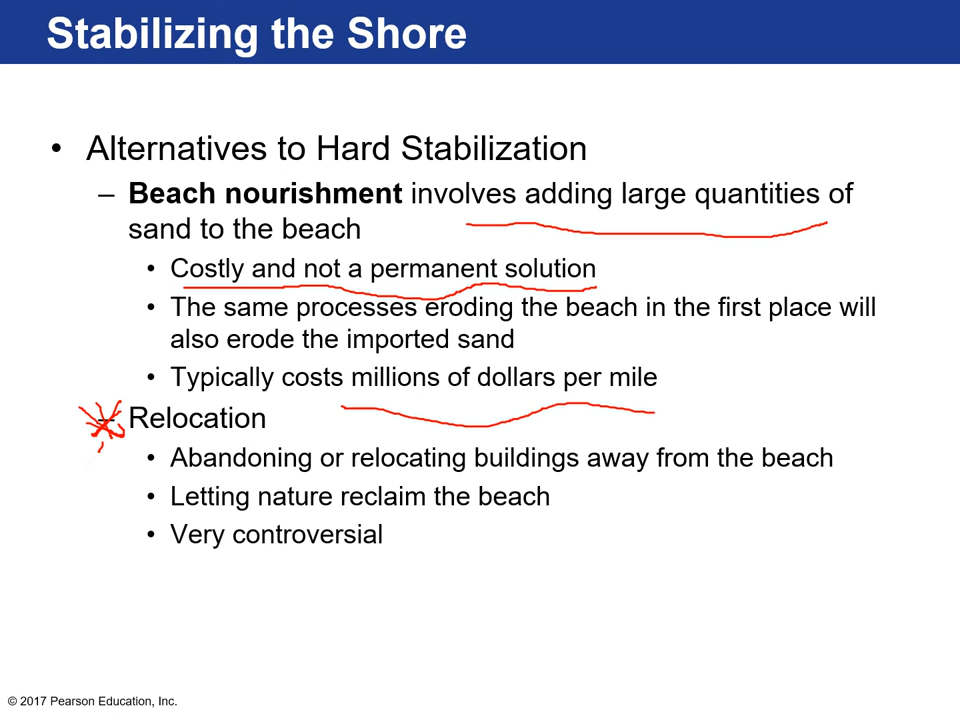 Stabilizing the Shore
• Alternatives to Hard Stabilization
– Beach nourishment involves adding large quantities of
sand to the beach
• Costly and not a permanent solution
• The same processes eroding the beach in the first place will
also erode the imported sand
• Typically costs millions of dollars per mile
– Relocation
• Abandoning or relocating buildings away from the beach
• Letting nature reclaim the beach
• Very controversial
© 2017 Pearson Education, Inc.